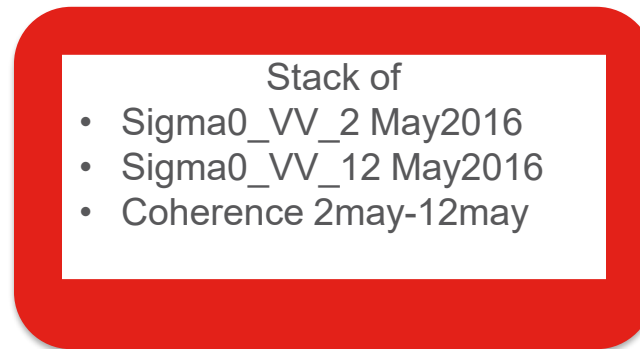 Stack of
• Sigma0_VV_2 May2016
• Sigma0_VV_12 May2016
• Coherence 2may-12may